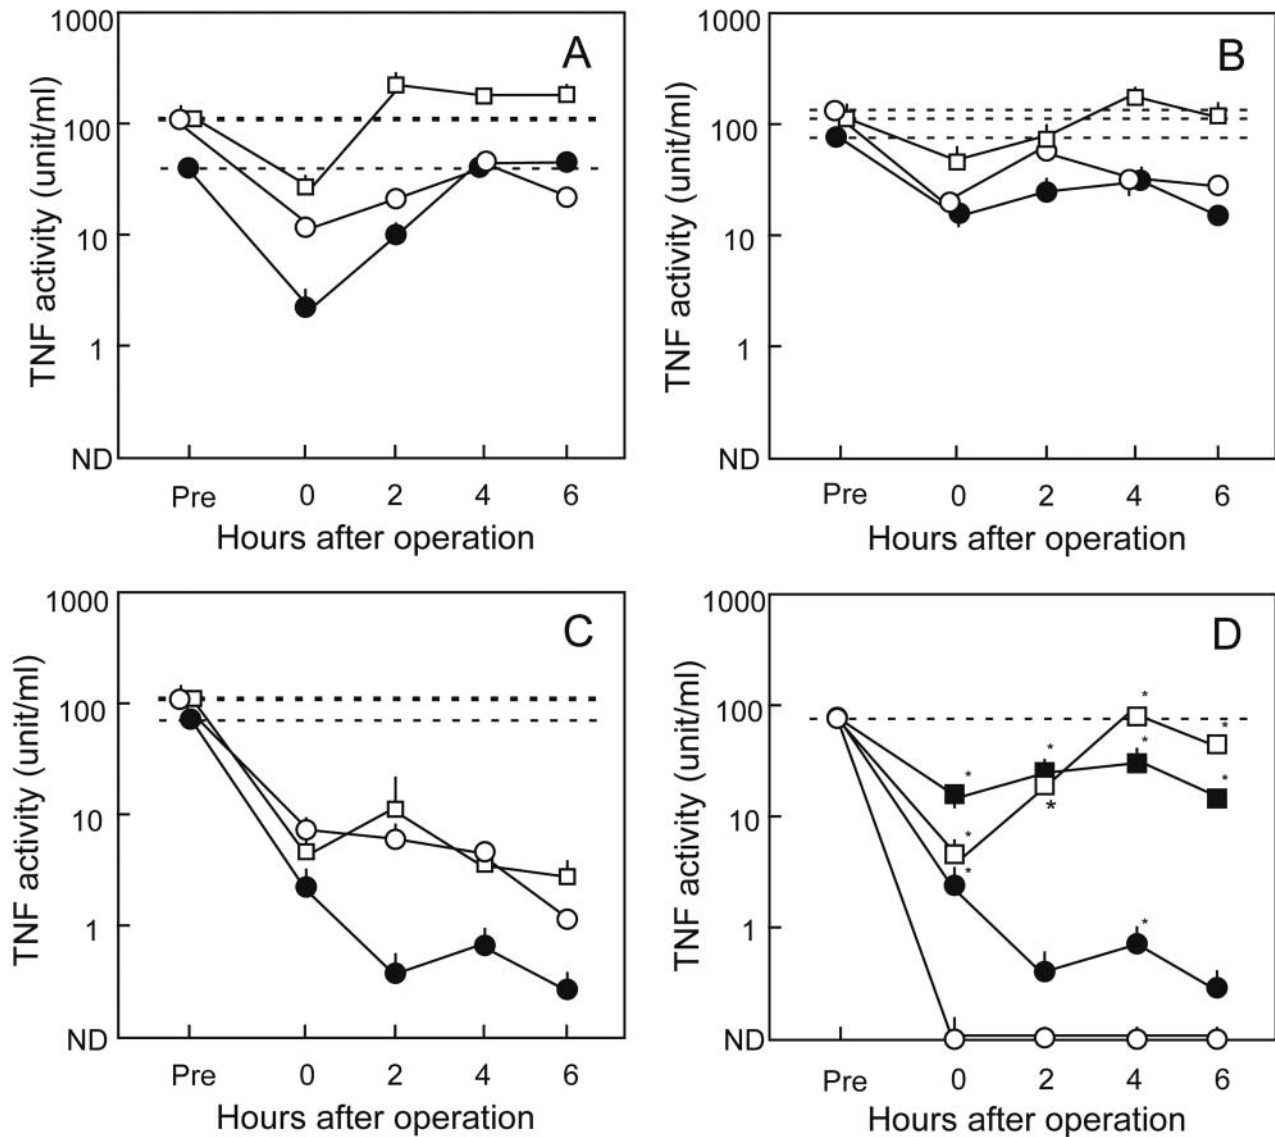 1000
A
100
10
1
ND
TNF activity (unit/ml)
Pre 0 2 4 6
Hours after operation
1000
B
100
10
1
ND
TNF activity (unit/ml)
Pre 0 2 4 6
Hours after operation
1000
C
100
10
1
ND
TNF activity (unit/ml)
Pre 0 2 4 6
Hours after operation
1000
D
100
10
1
ND
TNF activity (unit/ml)
* * * * * * * * * *
Pre 0 2 4 6
Hours after operation